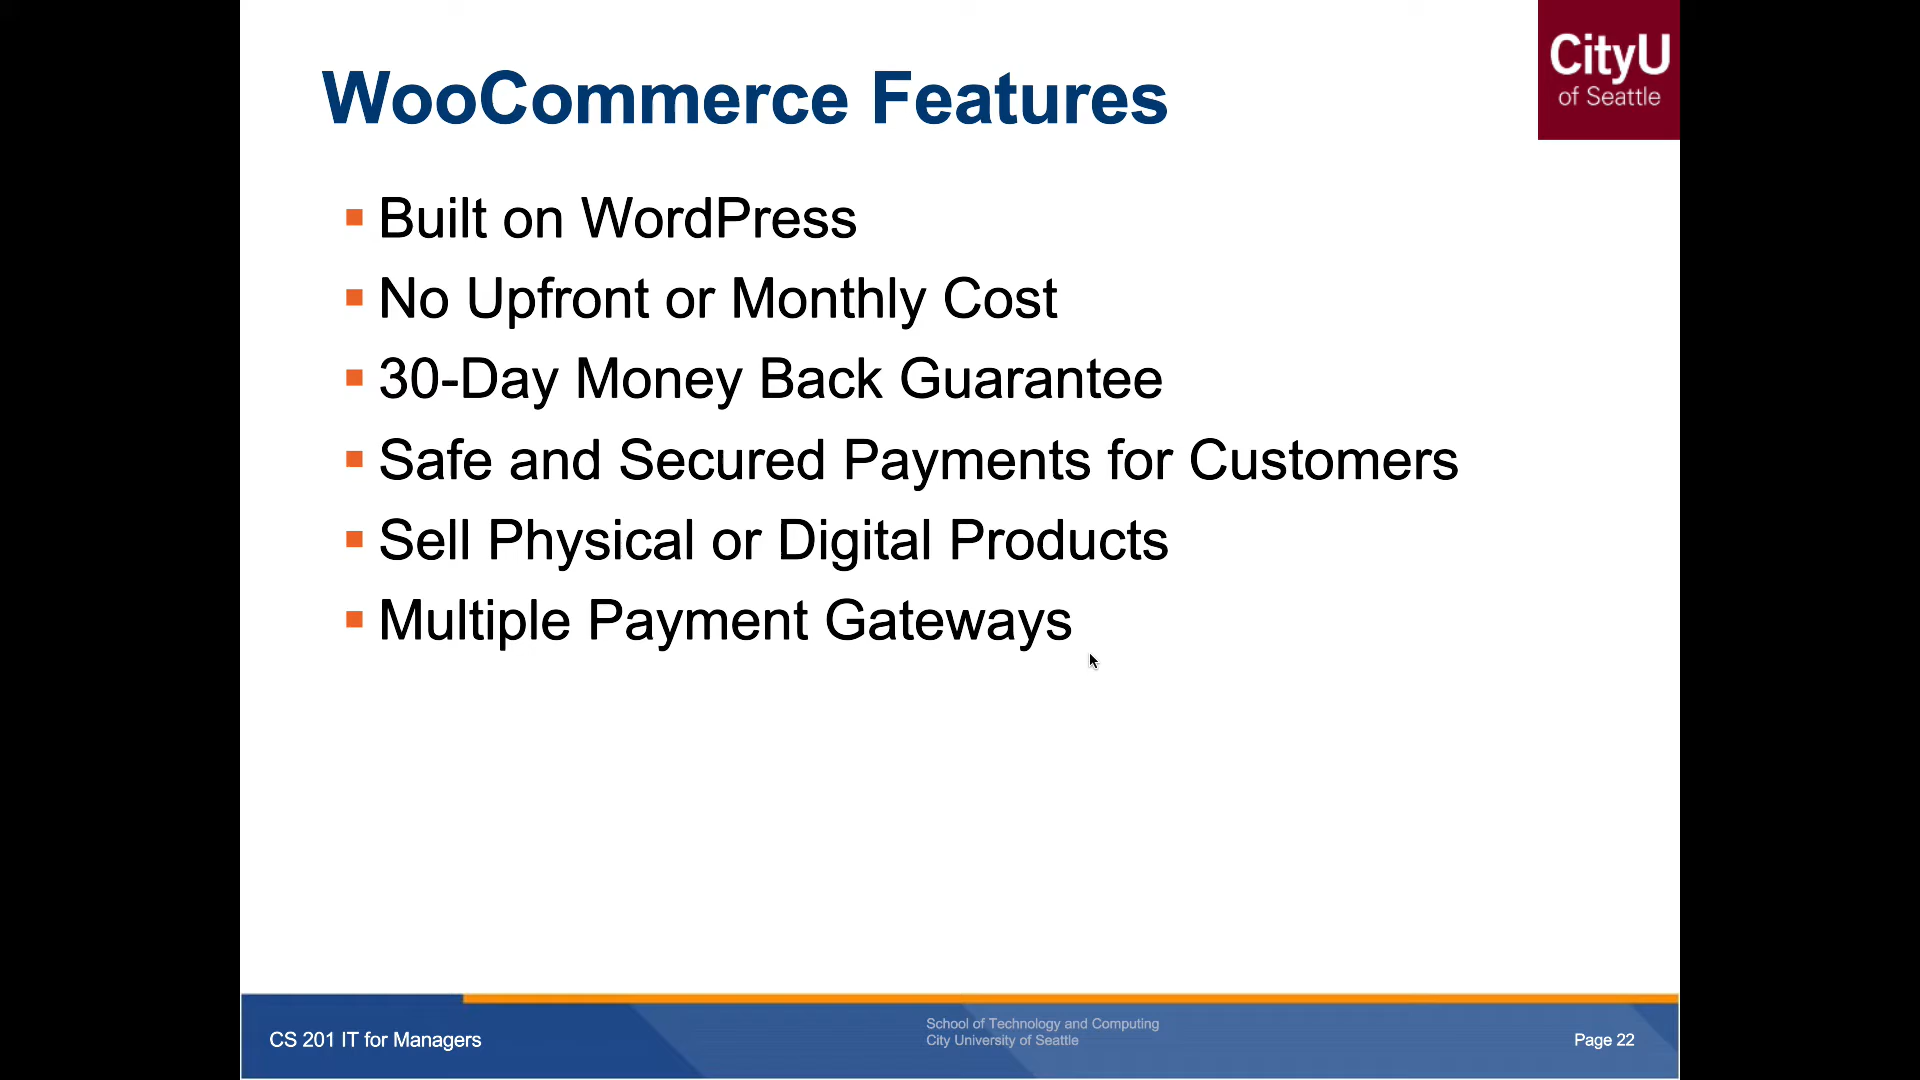 WooCommerce Features
CityU
of Seattle
Built on WordPress
No Upfront or Monthly Cost
30-Day Money Back Guarantee
Safe and Secured Payments for Customers
Sell Physical or Digital Products
Multiple Payment Gateways
CS 201 IT for Managers
School of Technology and Computing
City University of Seattle
Page 22